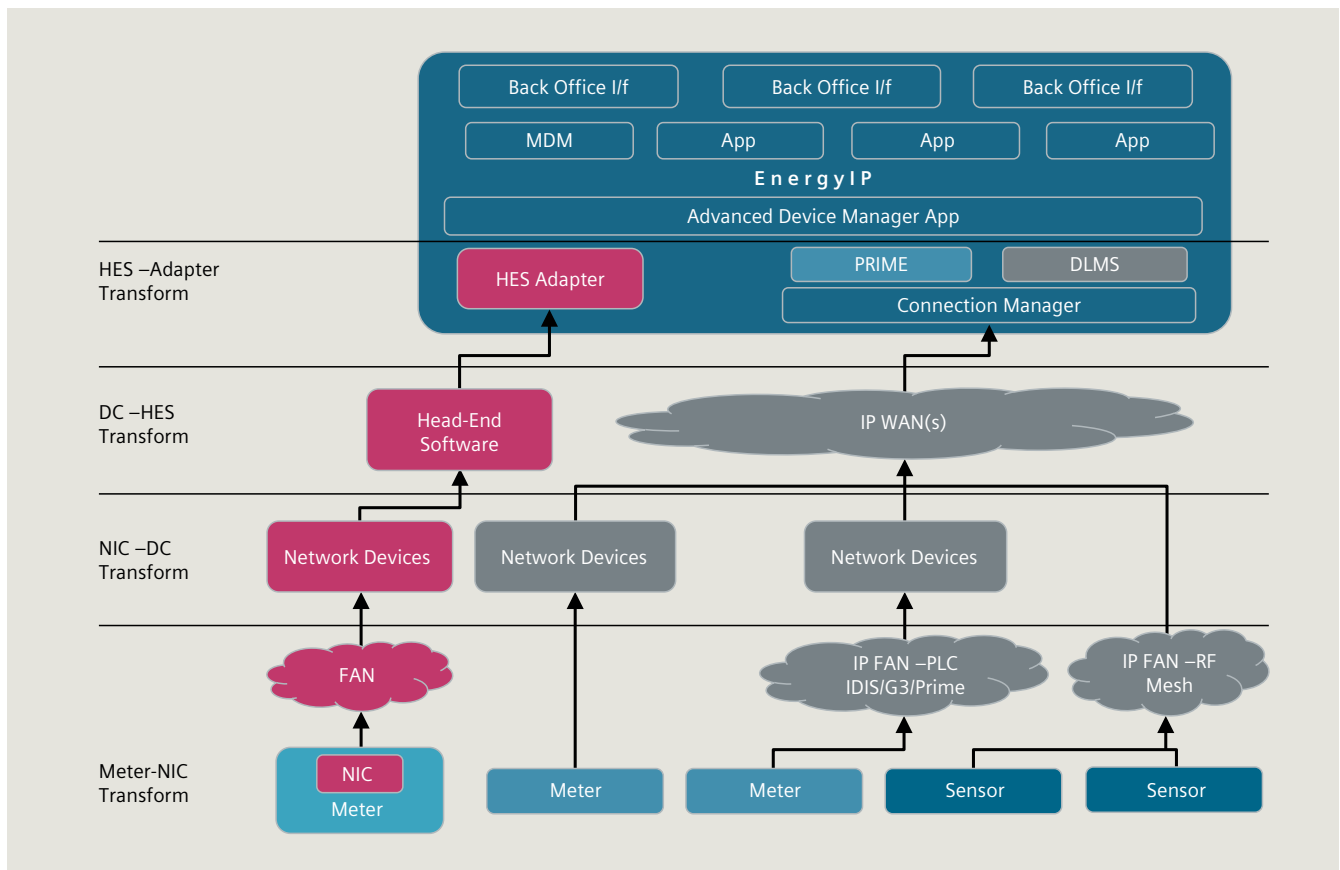 Back Office I/f
Back Office I/f
Back Office I/f
MDM
App
App
App
EnergyIP
Advanced Device Manager App
HES –Adapter
Transform
HES Adapter
PRIME
DLMS
Connection Manager
DC –HES
Transform
Head-End
Software
IP WAN(s)
NIC –DC
Transform
Network Devices
Network Devices
Network Devices
FAN
IP FAN –PLC
IDIS/G3/Prime
IP FAN –RF
Mesh
Meter-NIC
Transform
NIC
Meter
Meter
Meter
Sensor
Sensor